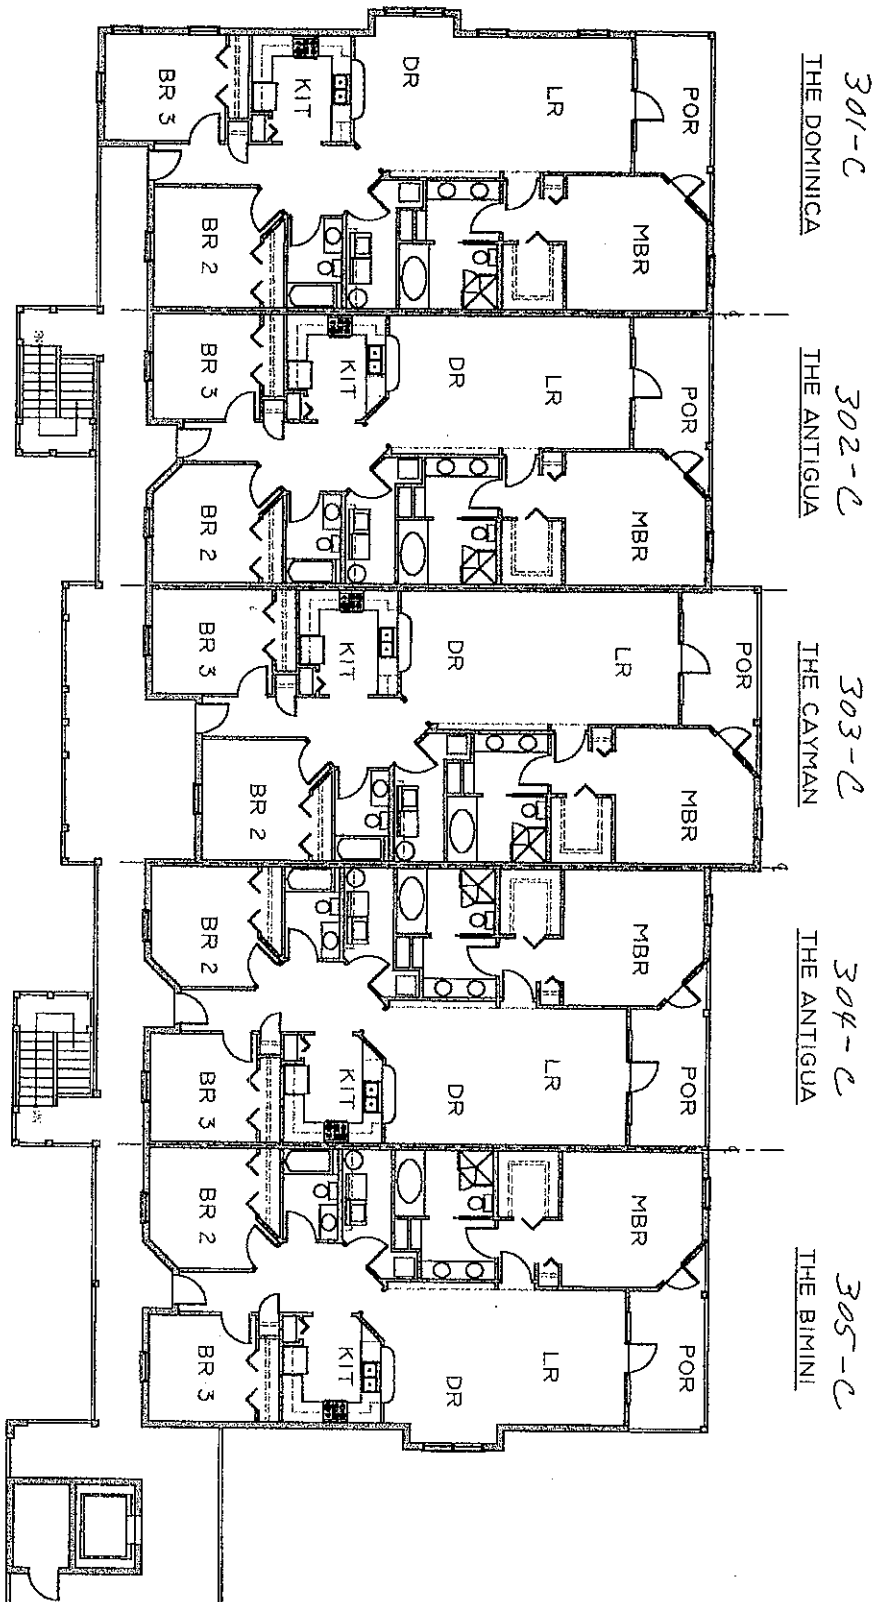 301-C
THE DOMINICA
302-C
THE ANTIGUA
303-C
THE CAYMAN
304-C
THE ANTIGUA
305-C
THE BIMINI
POR
LR
DR
MBR
KIT
BR 3
BR 2
POR
LR
DR
MBR
KIT
BR 3
BR 2
POR
LR
DR
MBR
KIT
BR 3
BR 2
MBR
POR
LR
DR
KIT
BR 2
BR 3
MBR
POR
LR
DR
KIT
BR 2
BR 3